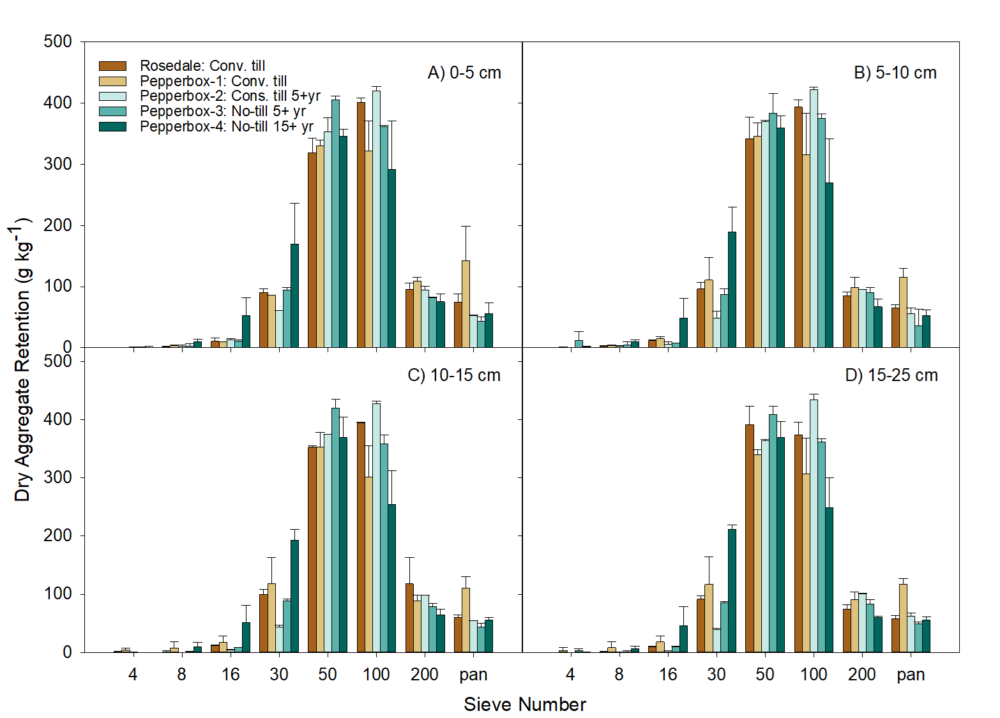 500
400
300
200
100
0
Rosedale: Conv. till
Pepperbox-1: Conv. till
Pepperbox-2: Cons. till 5+yr
Pepperbox-3: No-till 5+ yr
Pepperbox-4: No-till 15+ yr
A) 0-5 cm
B) 5-10 cm
Dry Aggregate Retention (g kg-1)
500
400
300
200
100
0
C) 10-15 cm
D) 15-25 cm
4 8 16 30 50 100 200 pan
4 8 16 30 50 100 200 pan
Sieve Number